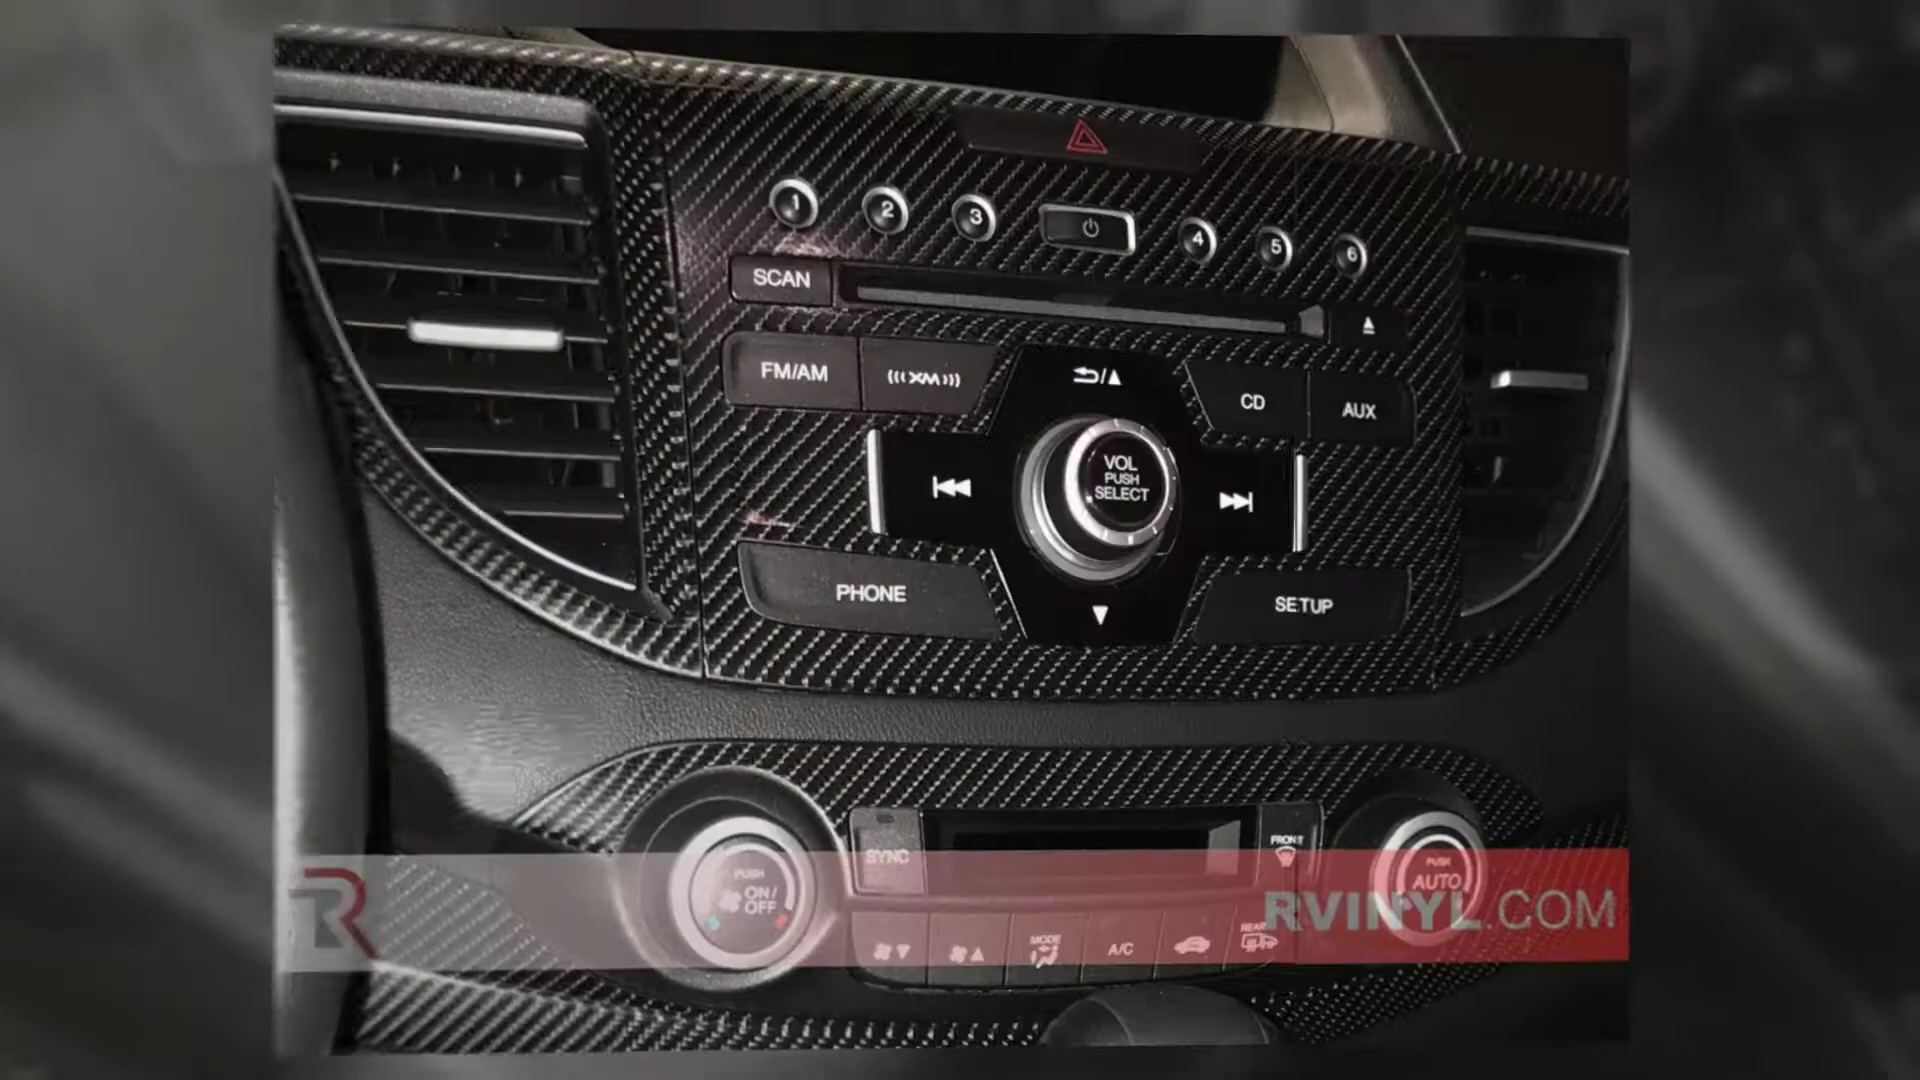 1
2
3
4
5
6
SCAN
FM/AM
XM
CD
AUX
VOL
PUSH
SELECT
PHONE
SETUP
SYNC
FRONT
PUSH
ON/
OFF
PUSH
AUTO
RVINYL.COM
MODE
A/C
REAR